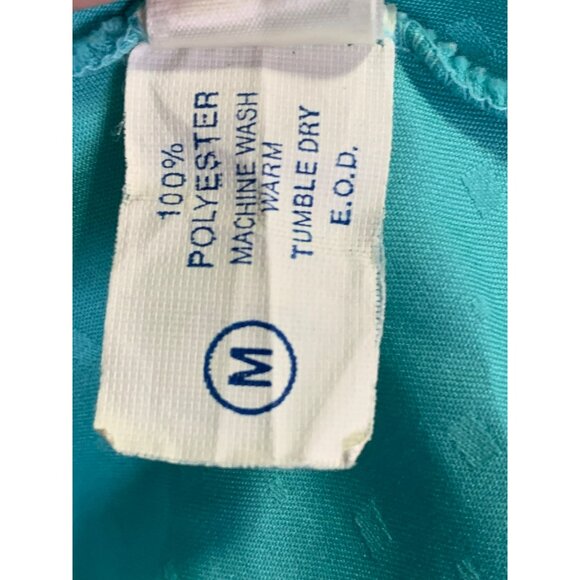 100%
POLYESTER
MACHINE WASH
WARM
TUMBLE DRY
E.O.D.
M